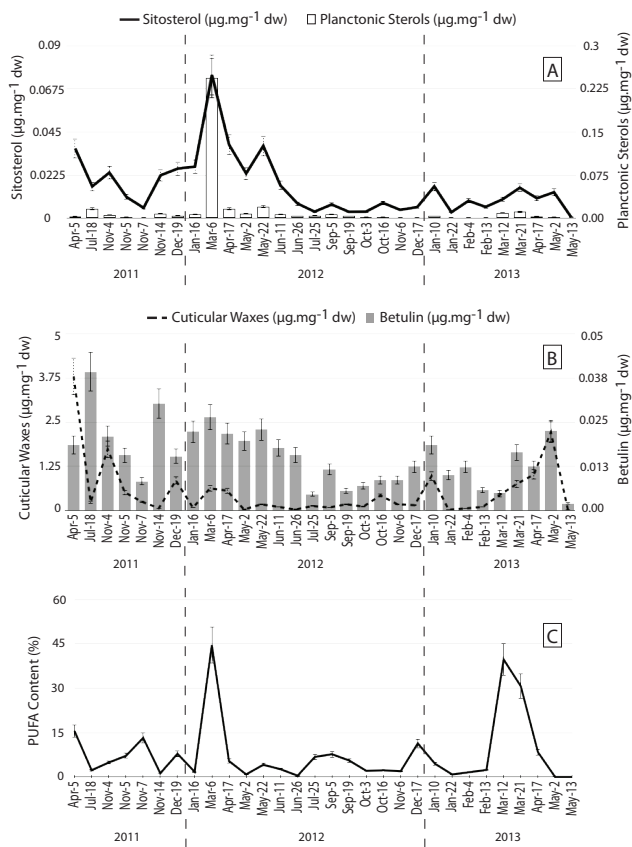 Sitosterol (µg.mg-1 dw) Planctonic Sterols (µg.mg-1 dw)
0.09
0.0675
0.045
0.0225
0
Sitosterol (µg.mg-1 dw)
A
0.3
0.225
0.15
0.075
0.00
Planctonic Sterols (µg.mg-1 dw)
Apr-5 Jul-18 Nov-4 Nov-5 Nov-7 Nov-14 Dec-19 Jan-16 Mar-6 Apr-17 May-2 May-22 Jun-11 Jun-26 Jul-25 Sep-5 Sep-19 Oct-3 Oct-16 Nov-6 Dec-17 Jan-10 Jan-22 Feb-4 Feb-13 Mar-12 Mar-21 Apr-17 May-2 May-13
2011 2012 2013
Cuticular Waxes (µg.mg-1 dw) Betulin (µg.mg-1 dw)
5
3.75
2.5
1.25
0
Cuticular Waxes (µg.mg-1 dw)
B
0.05
0.038
0.025
0.013
0.00
Betulin (µg.mg-1 dw)
Apr-5 Jul-18 Nov-4 Nov-5 Nov-7 Nov-14 Dec-19 Jan-16 Mar-6 Apr-17 May-2 May-22 Jun-11 Jun-26 Jul-25 Sep-5 Sep-19 Oct-3 Oct-16 Nov-6 Dec-17 Jan-10 Jan-22 Feb-4 Feb-13 Mar-12 Mar-21 Apr-17 May-2 May-13
2011 2012 2013
60
45
30
15
0
PUFA Content (%)
C
Apr-5 Jul-18 Nov-4 Nov-5 Nov-7 Nov-14 Dec-19 Jan-16 Mar-6 Apr-17 May-2 May-22 Jun-11 Jun-26 Jul-25 Sep-5 Sep-19 Oct-3 Oct-16 Nov-6 Dec-17 Jan-10 Jan-22 Feb-4 Feb-13 Mar-12 Mar-21 Apr-17 May-2 May-13
2011 2012 2013